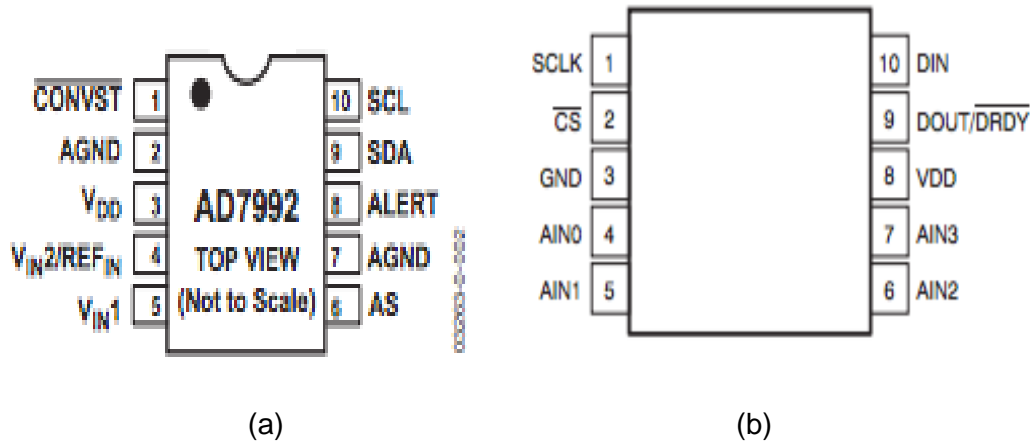 CONVST 1
AGND 2
VDD 3
VIN2/REFIN 4
VIN1 5
AD7992
TOP VIEW
(Not to Scale)
10 SCL
9 SDA
8 ALERT
7 AGND
6 AS
SCLK 1
CS 2
GND 3
AIN0 4
AIN1 5
10 DIN
9 DOUT/DRDY
8 VDD
7 AIN3
6 AIN2
(a)
(b)